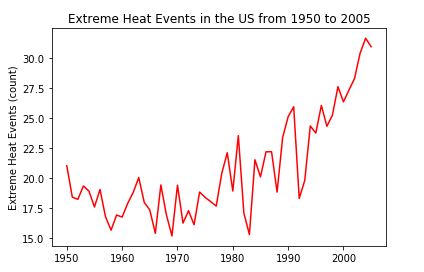 Extreme Heat Events in the US from 1950 to 2005
Extreme Heat Events (count)
30.0
27.5
25.0
22.5
20.0
17.5
15.0
1950 1960 1970 1980 1990 2000